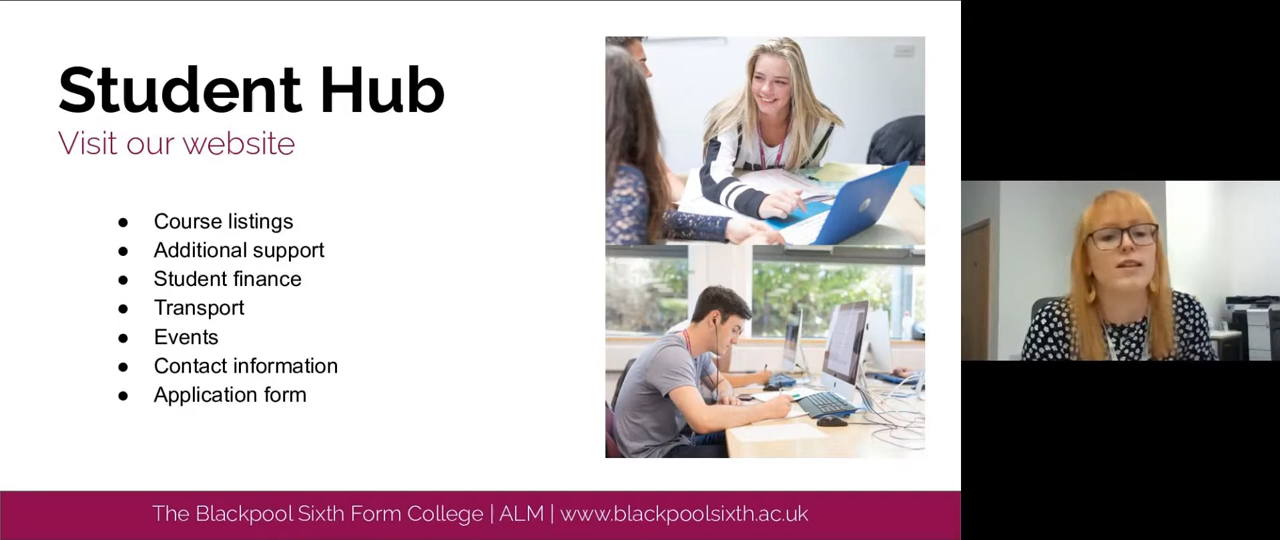 Student Hub
Visit our website
● Course listings
● Additional support
● Student finance
● Transport
● Events
● Contact information
● Application form
The Blackpool Sixth Form College | ALM | www.blackpoolsixth.ac.uk